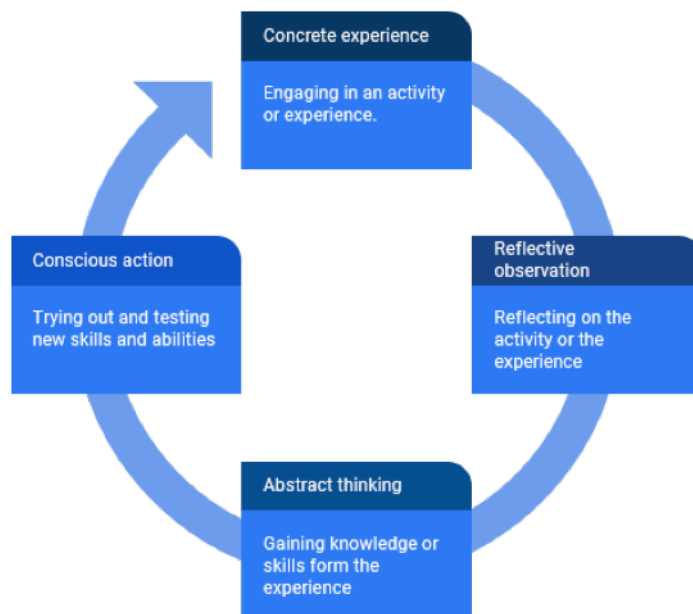 Concrete experience
Engaging in an activity
or experience.
Reflective
observation
Reflecting on the
activity or the
experience
Abstract thinking
Gaining knowledge or
skills form the
experience
Conscious action
Trying out and testing
new skills and abilities